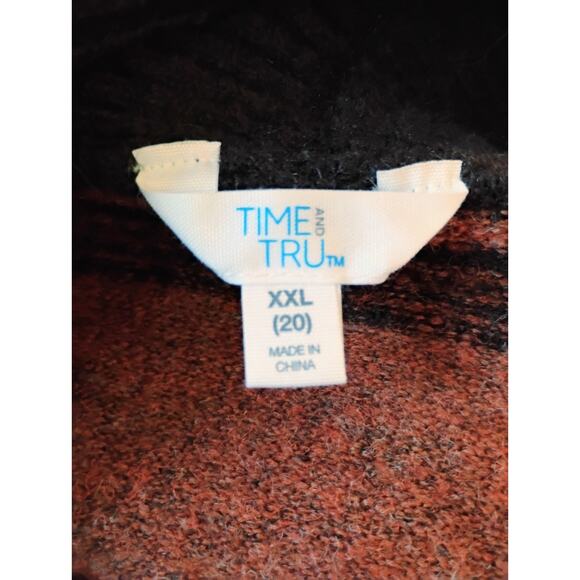 TIME AND
TRU™
XXL
(20)
MADE IN
CHINA